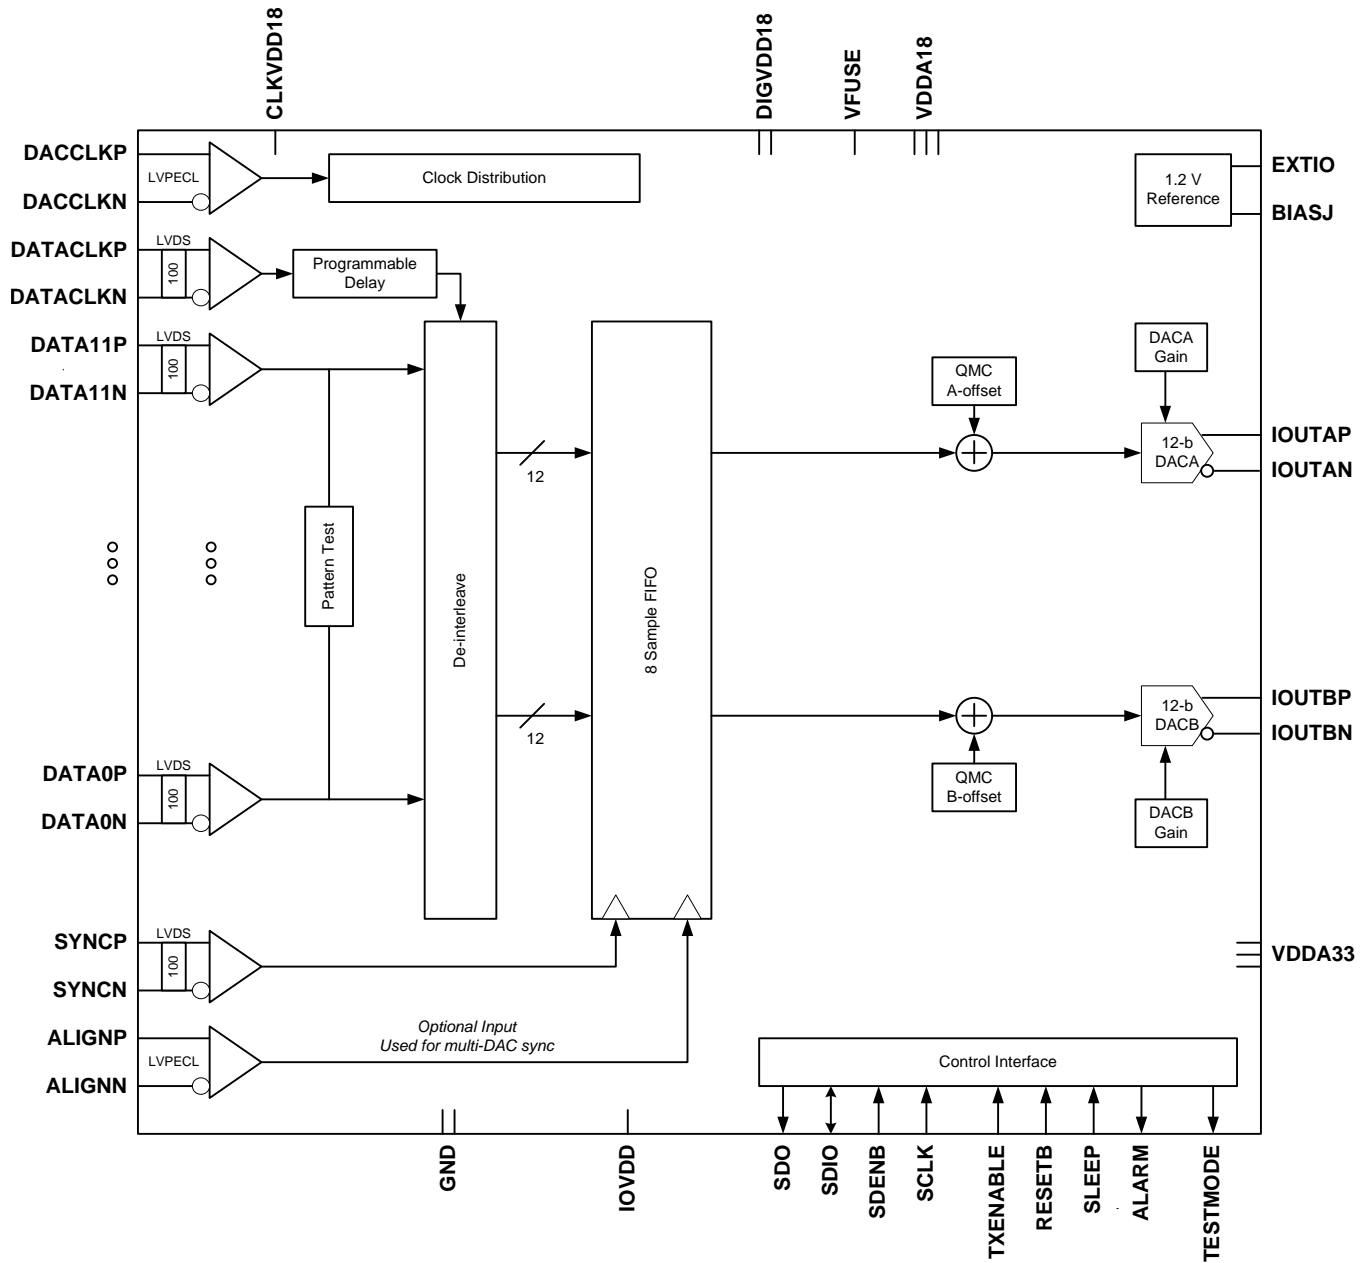 CLKVDD18
DIGVDD18
VFUSE
VDDA18
DACCLKP
LVPECL
DACCLKN
Clock Distribution
1.2 V
Reference
EXTIO
BIASJ
DATACLKP
LVDS
100
DATACLKN
Programmable
Delay
DATA11P
LVDS
100
DATA11N
DACA
Gain
QMC
A-offset
12
12-b
DACA
IOUTAP
IOUTAN
Pattern Test
De-interleave
8 Sample FIFO
12
12-b
DACB
IOUTBP
IOUTBN
QMC
B-offset
DACB
Gain
DATA0P
LVDS
100
DATA0N
SYNCP
LVDS
100
SYNCN
VDDA33
ALIGNP
LVPECL
ALIGNN
Optional Input
Used for multi-DAC sync
Control Interface
GND
IOVDD
SDO
SDIO
SDENB
SCLK
TXENABLE
RESETB
SLEEP
ALARM
TESTMODE